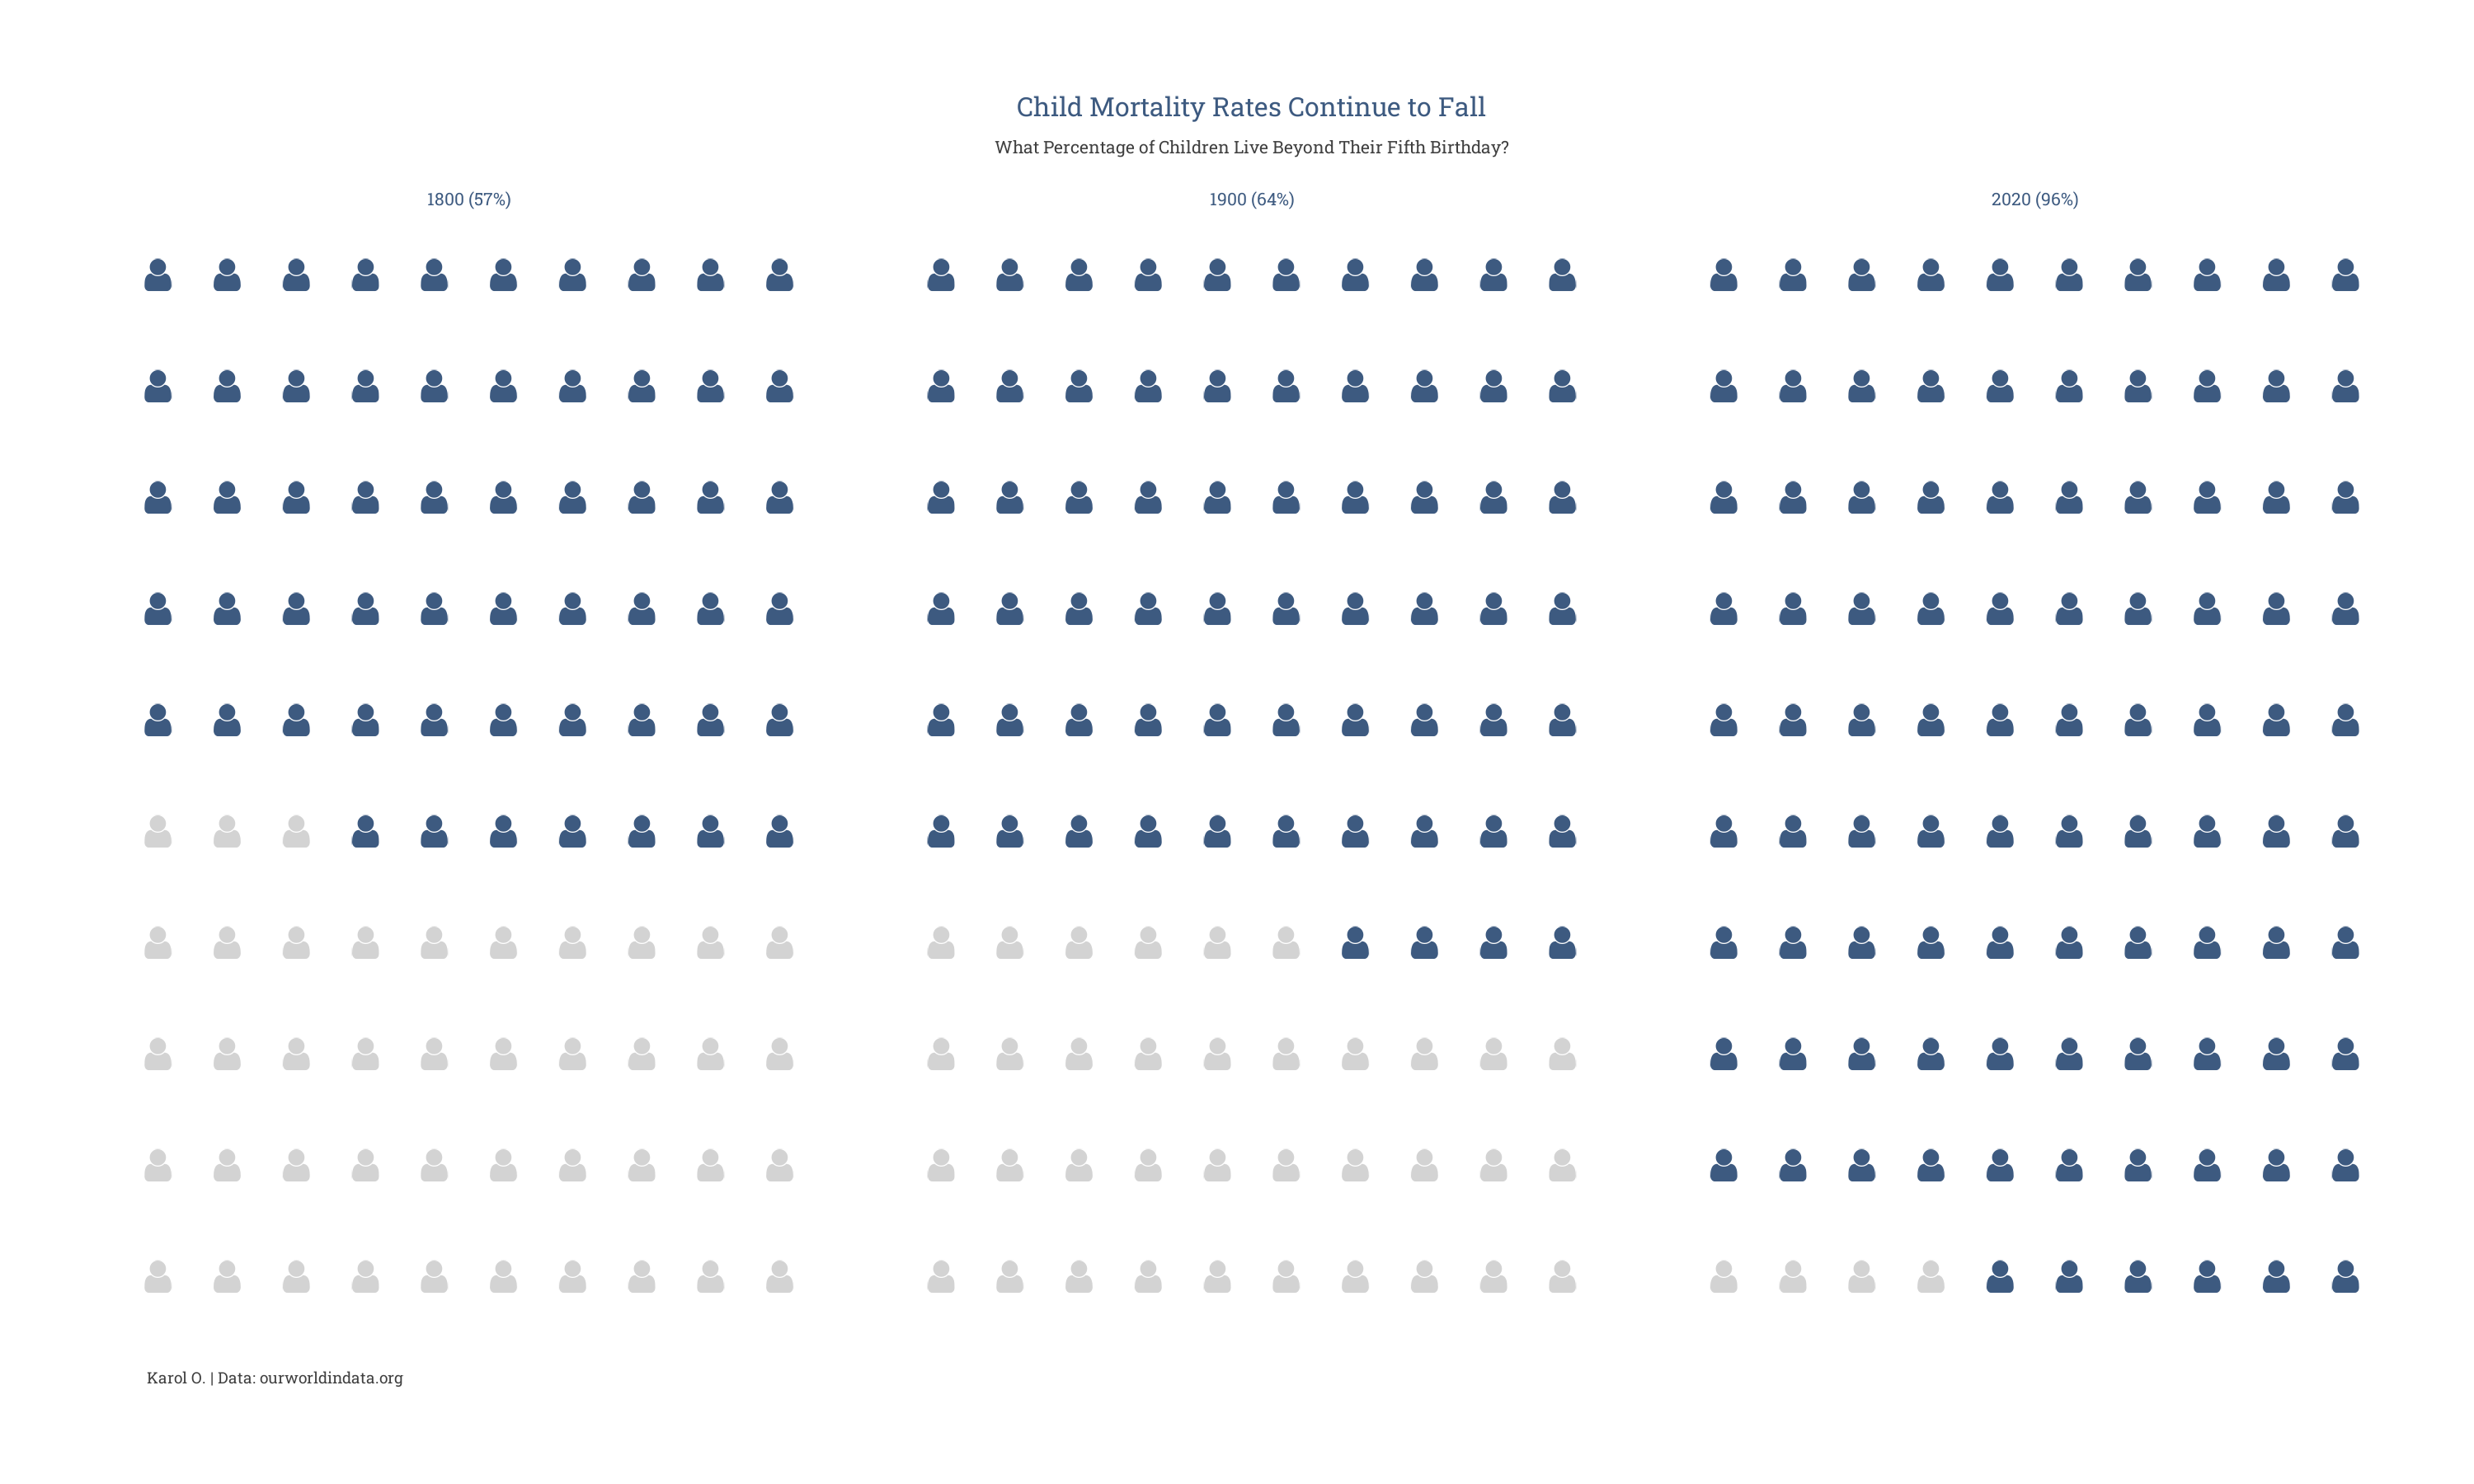 Child Mortality Rates Continue to Fall
What Percentage of Children Live Beyond Their Fifth Birthday?
1800 (57%)
1900 (64%)
2020 (96%)
Karol O. | Data: ourworldindata.org